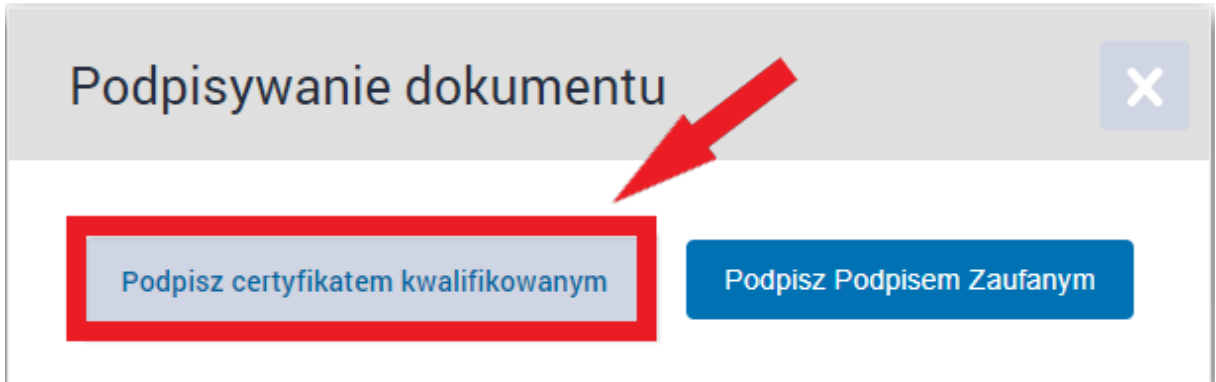 Podpisywanie dokumentu
Podpisz certyfikatem kwalifikowanym
Podpisz Podpisem Zaufanym